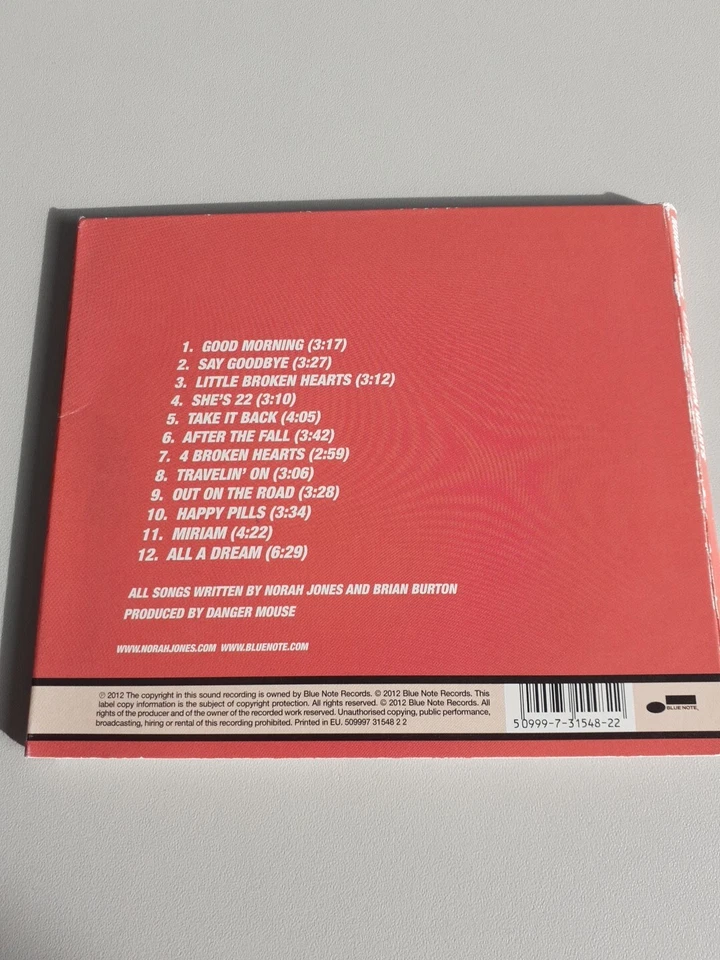 1. GOOD MORNING (3:17)
2. SAY GOODBYE (3:27)
3. LITTLE BROKEN HEARTS (3:12)
4. SHE'S 22 (3:10)
5. TAKE IT BACK (4:05)
6. AFTER THE FALL (3:42)
7. 4 BROKEN HEARTS (2:59)
8. TRAVELIN' ON (3:06)
9. OUT ON THE ROAD (3:28)
10. HAPPY PILLS (3:34)
11. MIRIAM (4:22)
12. ALL A DREAM (6:29)
ALL SONGS WRITTEN BY NORAH JONES AND BRIAN BURTON
PRODUCED BY DANGER MOUSE
WWW.NORAHJONES.COM WWW.BLUENOTE.COM
℗ 2012 The copyright in this sound recording is owned by Blue Note Records. © 2012 Blue Note Records. This
label copy information is the subject of copyright protection. All rights reserved. © 2012 Blue Note Records. All
rights of the producer and of the owner of the recorded work reserved. Unauthorised copying, public performance,
broadcasting, hiring or rental of this recording prohibited. Printed in EU. 509997 31548 2 2
5 0999-7-31548-22
BLUE NOTE